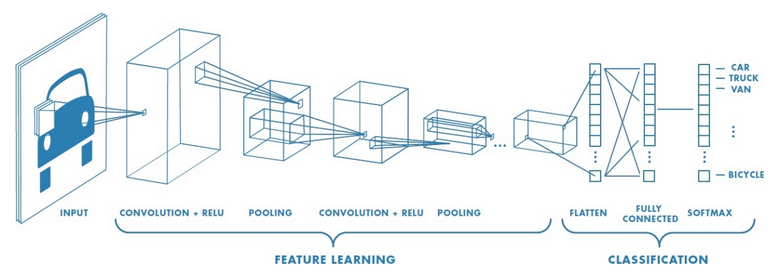 CAR
TRUCK
VAN
BICYCLE
INPUT
CONVOLUTION + RELU
POOLING
CONVOLUTION + RELU
POOLING
FLATTEN
FULLY
CONNECTED
SOFTMAX
FEATURE LEARNING
CLASSIFICATION